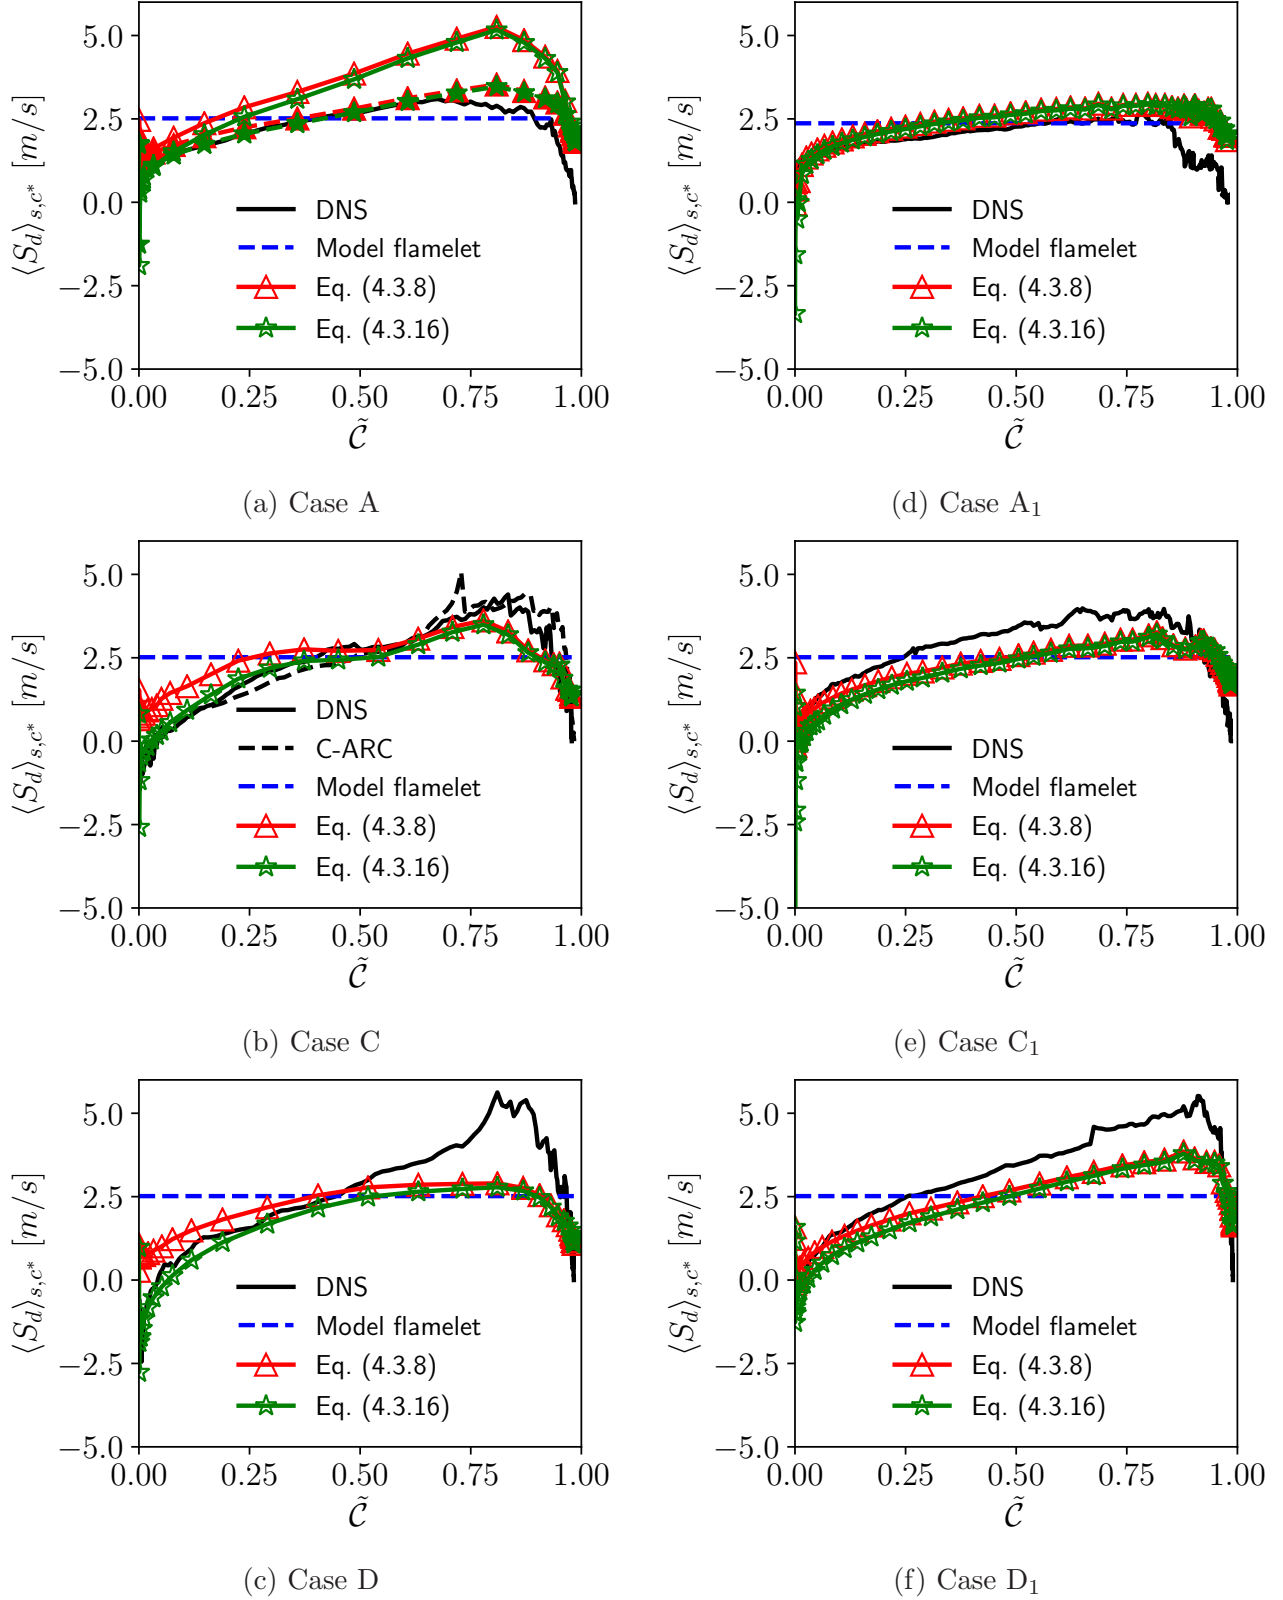 5.0
2.5
0.0
−2.5
−5.0
⟨S_d⟩_{s,c*} [m/s]
DNS
Model flamelet
Eq. (4.3.8)
Eq. (4.3.16)
0.00 0.25 0.50 0.75 1.00
C̃
(a) Case A
5.0
2.5
0.0
−2.5
−5.0
⟨S_d⟩_{s,c*} [m/s]
DNS
Model flamelet
Eq. (4.3.8)
Eq. (4.3.16)
0.00 0.25 0.50 0.75 1.00
C̃
(d) Case A₁
5.0
2.5
0.0
−2.5
−5.0
⟨S_d⟩_{s,c*} [m/s]
DNS
C-ARC
Model flamelet
Eq. (4.3.8)
Eq. (4.3.16)
0.00 0.25 0.50 0.75 1.00
C̃
(b) Case C
5.0
2.5
0.0
−2.5
−5.0
⟨S_d⟩_{s,c*} [m/s]
DNS
Model flamelet
Eq. (4.3.8)
Eq. (4.3.16)
0.00 0.25 0.50 0.75 1.00
C̃
(e) Case C₁
5.0
2.5
0.0
−2.5
−5.0
⟨S_d⟩_{s,c*} [m/s]
DNS
Model flamelet
Eq. (4.3.8)
Eq. (4.3.16)
0.00 0.25 0.50 0.75 1.00
C̃
(c) Case D
5.0
2.5
0.0
−2.5
−5.0
⟨S_d⟩_{s,c*} [m/s]
DNS
Model flamelet
Eq. (4.3.8)
Eq. (4.3.16)
0.00 0.25 0.50 0.75 1.00
C̃
(f) Case D₁